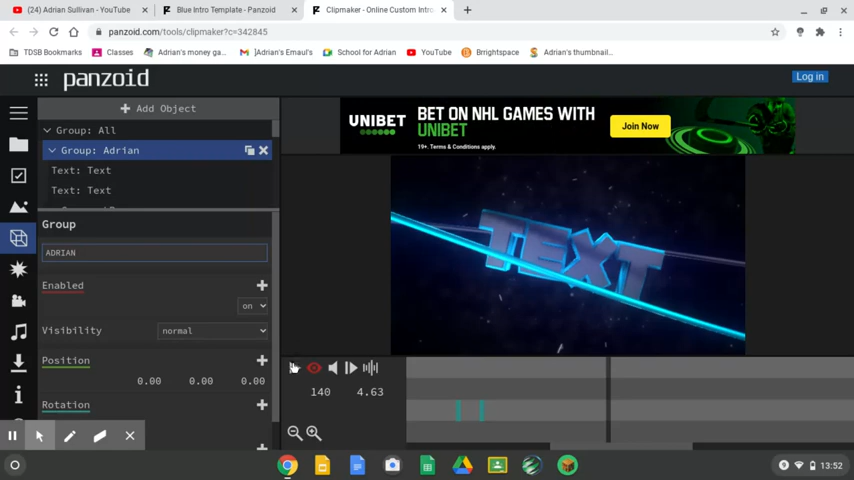 (24) Adrian Sullivan - YouTube
Blue Intro Template - Panzoid
Clipmaker - Online Custom Intro
panzoid.com/tools/clipmaker?c=342845
TDSB Bookmarks
Classes
Adrian's money ga...
]Adrian's Emaul's
School for Adrian
YouTube
Brrightspace
Adrian's thumbnail...
panzoid
Log in
Add Object
Group: All
Group: Adrian
Text: Text
Text: Text
UNIBET
BET ON NHL GAMES WITH
UNIBET
19+. Terms & Conditions apply.
Join Now
TEXT
Group
ADRIAN
Enabled
on
Visibility
normal
Position
0.00 0.00 0.00
Rotation
140 4.63
9
13:52